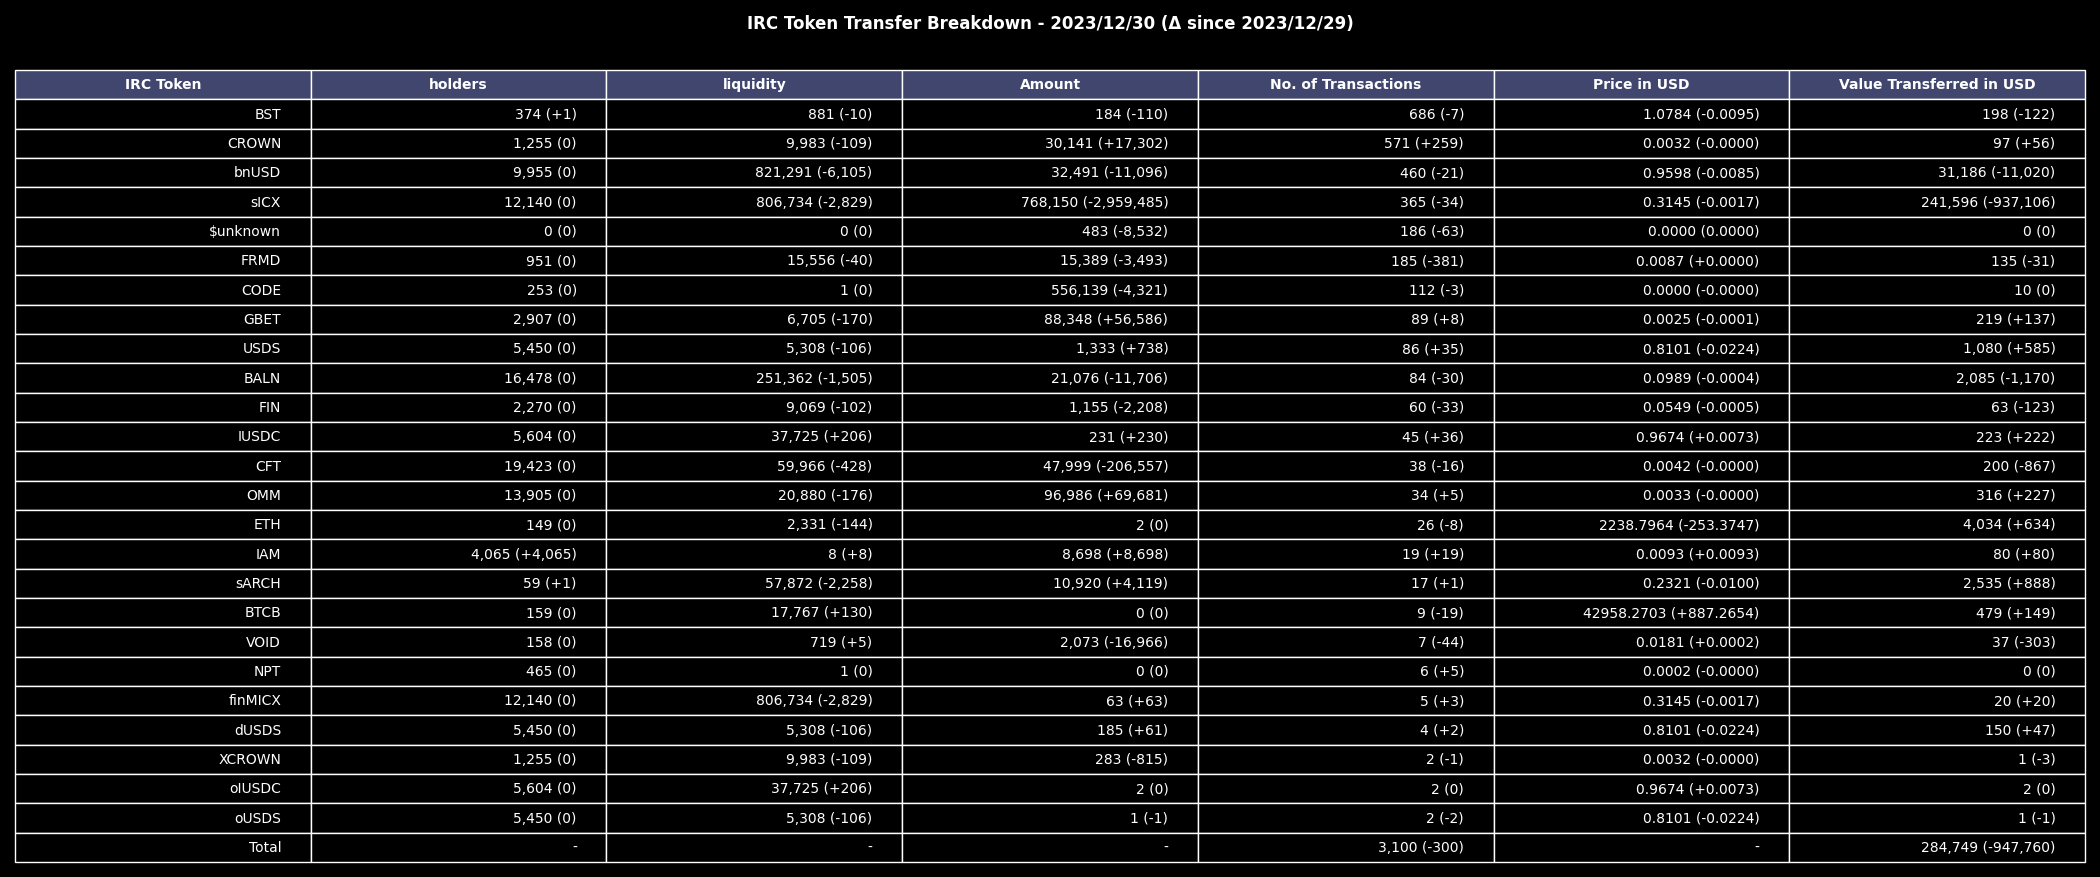 IRC Token Transfer Breakdown - 2023/12/30 (Δ since 2023/12/29)
IRC Token holders liquidity Amount No. of Transactions Price in USD Value Transferred in USD
BST 374 (+1) 881 (-10) 184 (-110) 686 (-7) 1.0784 (-0.0095) 198 (-122)
CROWN 1,255 (0) 9,983 (-109) 30,141 (+17,302) 571 (+259) 0.0032 (-0.0000) 97 (+56)
bnUSD 9,955 (0) 821,291 (-6,105) 32,491 (-11,096) 460 (-21) 0.9598 (-0.0085) 31,186 (-11,020)
sICX 12,140 (0) 806,734 (-2,829) 768,150 (-2,959,485) 365 (-34) 0.3145 (-0.0017) 241,596 (-937,106)
$unknown 0 (0) 0 (0) 483 (-8,532) 186 (-63) 0.0000 (0.0000) 0 (0)
FRMD 951 (0) 15,556 (-40) 15,389 (-3,493) 185 (-381) 0.0087 (+0.0000) 135 (-31)
CODE 253 (0) 1 (0) 556,139 (-4,321) 112 (-3) 0.0000 (-0.0000) 10 (0)
GBET 2,907 (0) 6,705 (-170) 88,348 (+56,586) 89 (+8) 0.0025 (-0.0001) 219 (+137)
USDS 5,450 (0) 5,308 (-106) 1,333 (+738) 86 (+35) 0.8101 (-0.0224) 1,080 (+585)
BALN 16,478 (0) 251,362 (-1,505) 21,076 (-11,706) 84 (-30) 0.0989 (-0.0004) 2,085 (-1,170)
FIN 2,270 (0) 9,069 (-102) 1,155 (-2,208) 60 (-33) 0.0549 (-0.0005) 63 (-123)
IUSDC 5,604 (0) 37,725 (+206) 231 (+230) 45 (+36) 0.9674 (+0.0073) 223 (+222)
CFT 19,423 (0) 59,966 (-428) 47,999 (-206,557) 38 (-16) 0.0042 (-0.0000) 200 (-867)
OMM 13,905 (0) 20,880 (-176) 96,986 (+69,681) 34 (+5) 0.0033 (-0.0000) 316 (+227)
ETH 149 (0) 2,331 (-144) 2 (0) 26 (-8) 2238.7964 (-253.3747) 4,034 (+634)
IAM 4,065 (+4,065) 8 (+8) 8,698 (+8,698) 19 (+19) 0.0093 (+0.0093) 80 (+80)
sARCH 59 (+1) 57,872 (-2,258) 10,920 (+4,119) 17 (+1) 0.2321 (-0.0100) 2,535 (+888)
BTCB 159 (0) 17,767 (+130) 0 (0) 9 (-19) 42958.2703 (+887.2654) 479 (+149)
VOID 158 (0) 719 (+5) 2,073 (-16,966) 7 (-44) 0.0181 (+0.0002) 37 (-303)
NPT 465 (0) 1 (0) 0 (0) 6 (+5) 0.0002 (-0.0000) 0 (0)
finMICX 12,140 (0) 806,734 (-2,829) 63 (+63) 5 (+3) 0.3145 (-0.0017) 20 (+20)
dUSDS 5,450 (0) 5,308 (-106) 185 (+61) 4 (+2) 0.8101 (-0.0224) 150 (+47)
XCROWN 1,255 (0) 9,983 (-109) 283 (-815) 2 (-1) 0.0032 (-0.0000) 1 (-3)
oIUSDC 5,604 (0) 37,725 (+206) 2 (0) 2 (0) 0.9674 (+0.0073) 2 (0)
oUSDS 5,450 (0) 5,308 (-106) 1 (-1) 2 (-2) 0.8101 (-0.0224) 1 (-1)
Total - - - 3,100 (-300) - 284,749 (-947,760)